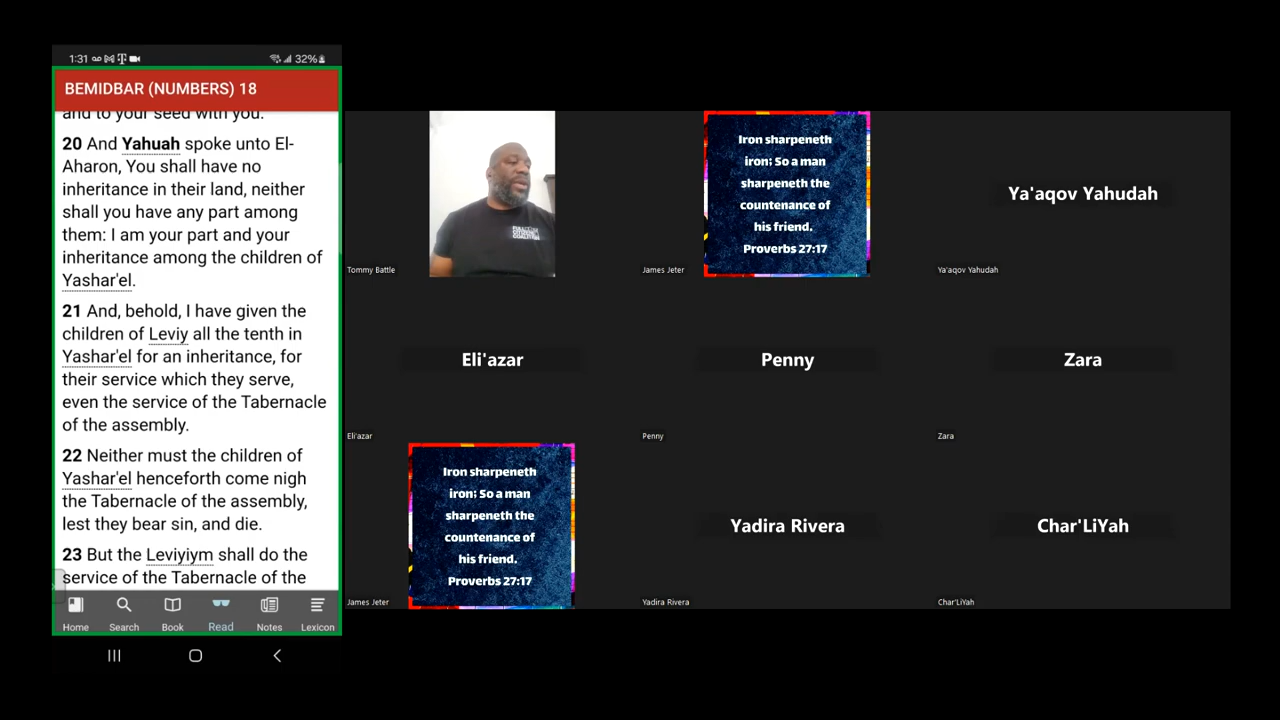 1:31
32%
BEMIDBAR (NUMBERS) 18
and to your seed with you.
20 And Yahuah spoke unto El-
Aharon, You shall have no
inheritance in their land, neither
shall you have any part among
them: I am your part and your
inheritance among the children of
Yashar'el.
21 And, behold, I have given the
children of Leviy all the tenth in
Yashar'el for an inheritance, for
their service which they serve,
even the service of the Tabernacle
of the assembly.
22 Neither must the children of
Yashar'el henceforth come nigh
the Tabernacle of the assembly,
lest they bear sin, and die.
23 But the Leviyiym shall do the
service of the Tabernacle of the
Home Search Book Read Notes Lexicon
Tommy Battle
Iron sharpeneth
iron; So a man
sharpeneth the
countenance of
his friend.
Proverbs 27:17
James Jeter
Ya'aqov Yahudah
Ya'aqov Yahudah
Eli'azar
Eli'azar
Penny
Penny
Zara
Zara
Iron sharpeneth
iron; So a man
sharpeneth the
countenance of
his friend.
Proverbs 27:17
James Jeter
Yadira Rivera
Yadira Rivera
Char'LiYah
Char'LiYah